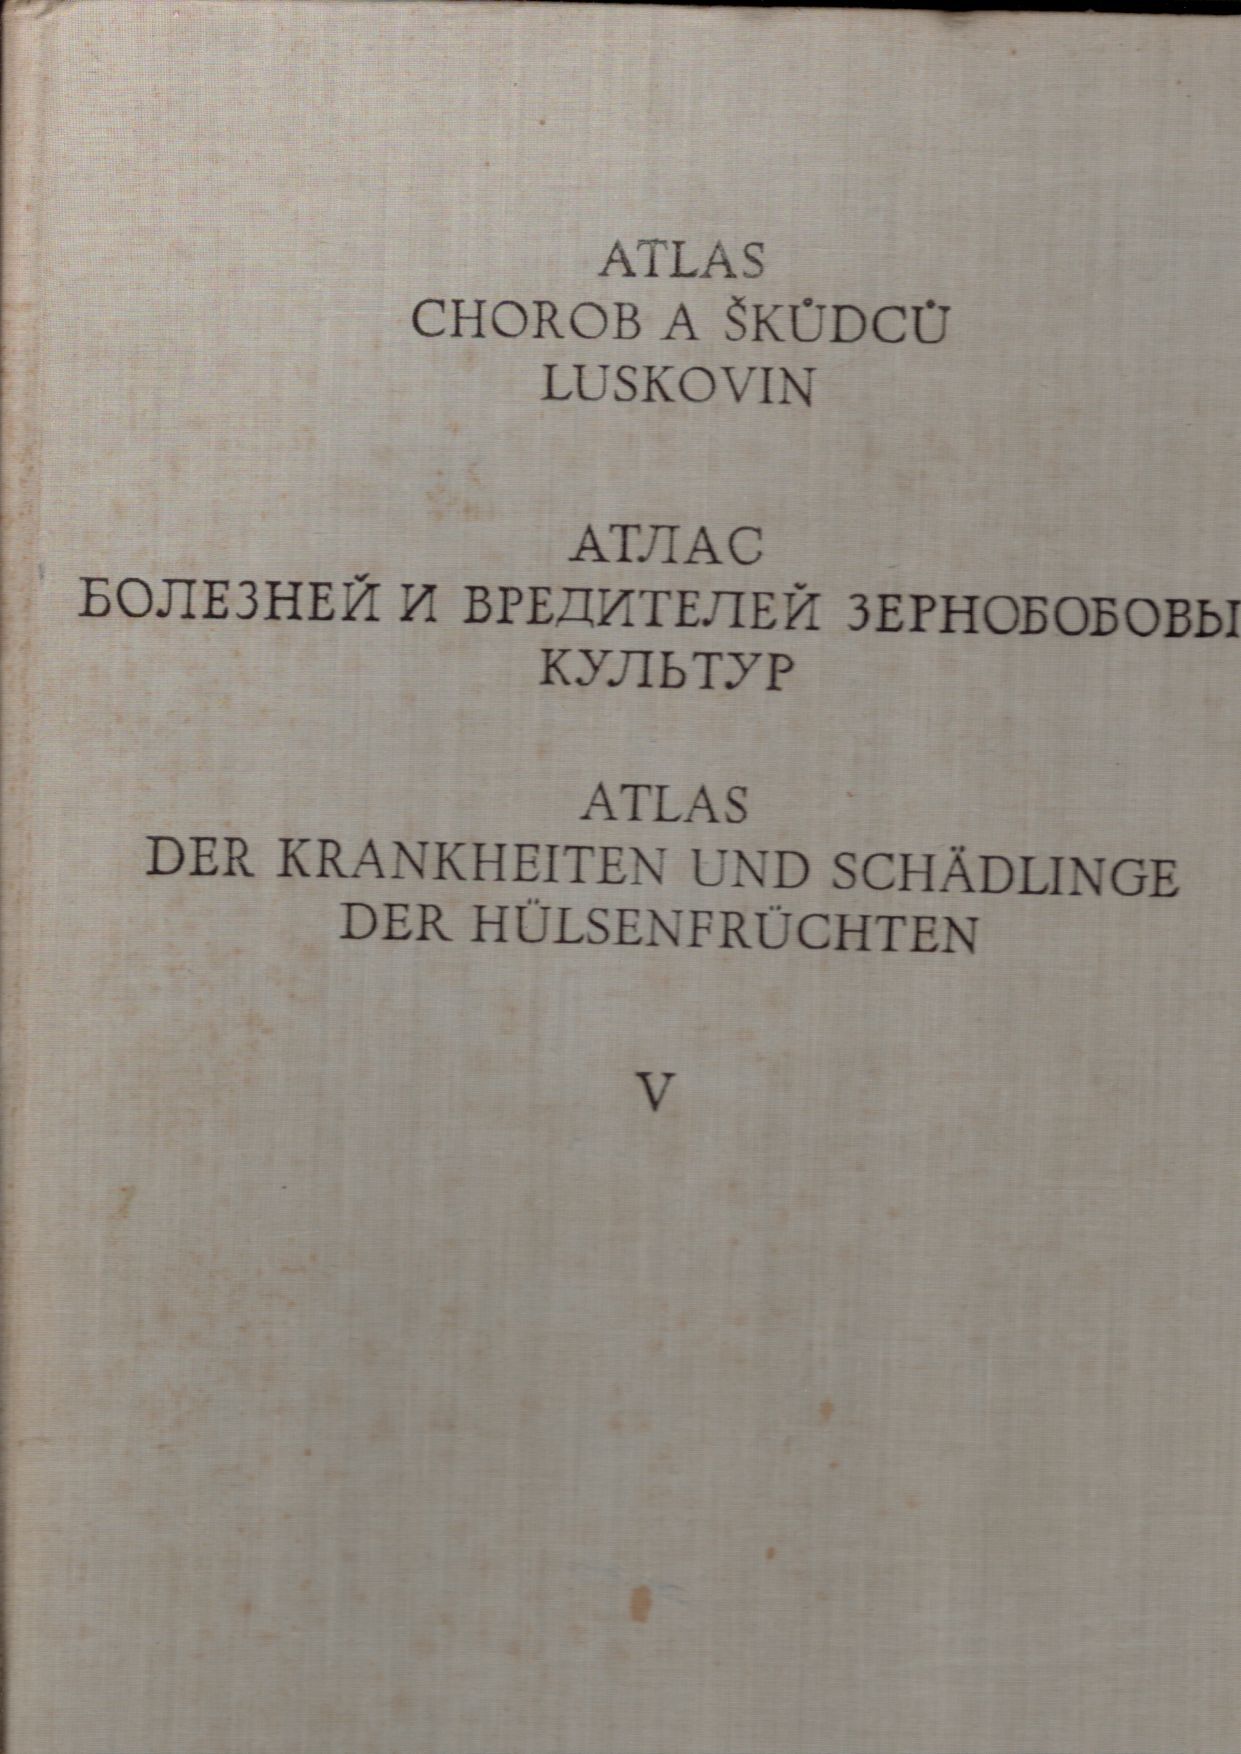 ATLAS
CHOROB A ŠKŮDCŮ
LUSKOVIN
АТЛАС
БОЛЕЗНЕЙ И ВРЕДИТЕЛЕЙ ЗЕРНОБОБОВЫ
КУЛЬТУР
ATLAS
DER KRANKHEITEN UND SCHÄDLINGE
DER HÜLSENFRÜCHTEN
V